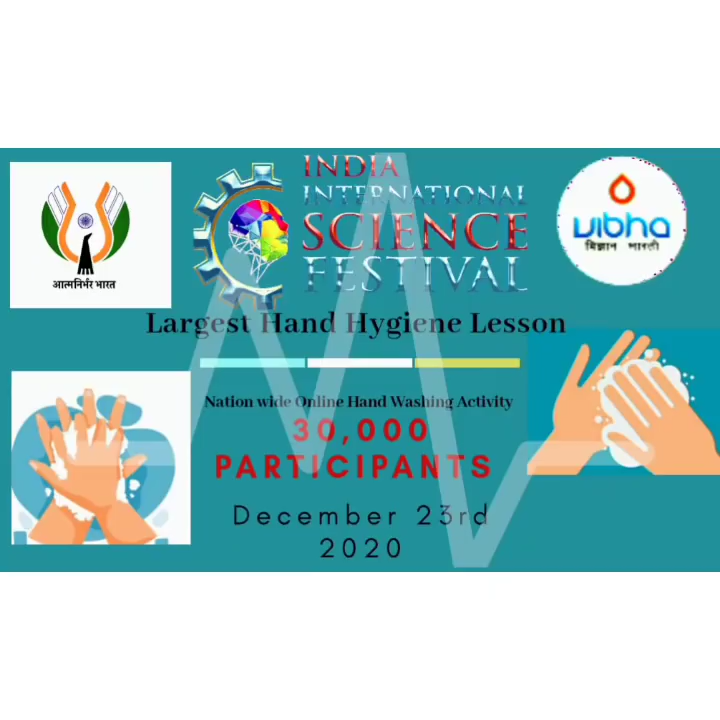 INDIA
INTERNATIONAL
SCIENCE
FESTIVAL
आत्मनिर्भर भारत
vibha
विज्ञान भारती
Largest Hand Hygiene Lesson
Nation wide Online Hand Washing Activity
30,000
PARTICIPANTS
December 23rd
2020